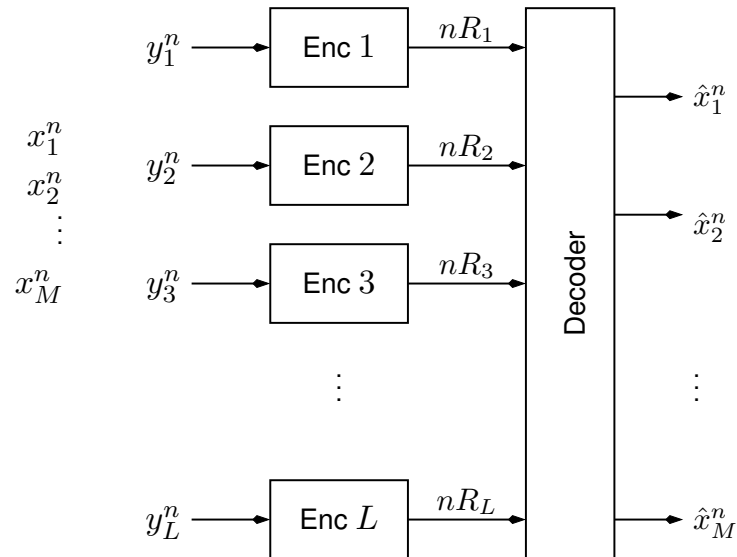 y_1^n Enc 1 nR_1
x̂_1^n
x_1^n
y_2^n Enc 2 nR_2
x_2^n
x̂_2^n
⋮
y_3^n Enc 3 nR_3
x_M^n
Decoder
⋮ ⋮
y_L^n Enc L nR_L x̂_M^n